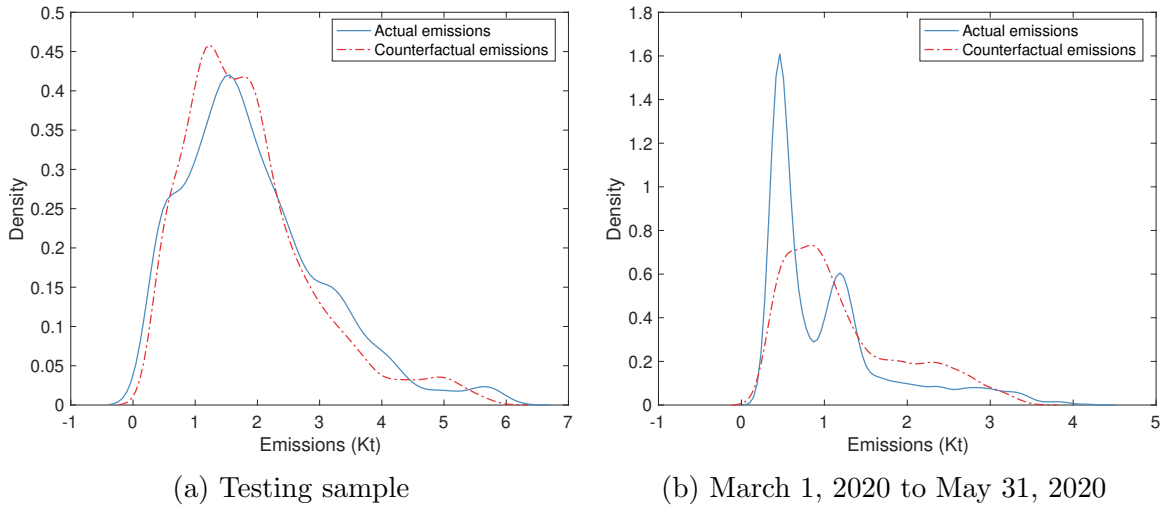 0.5
0.45
0.4
0.35
0.3
0.25
0.2
0.15
0.1
0.05
0
Density
-1 0 1 2 3 4 5 6 7
Emissions (Kt)
Actual emissions
Counterfactual emissions
(a) Testing sample
1.8
1.6
1.4
1.2
1
0.8
0.6
0.4
0.2
0
Density
-1 0 1 2 3 4 5
Emissions (Kt)
Actual emissions
Counterfactual emissions
(b) March 1, 2020 to May 31, 2020